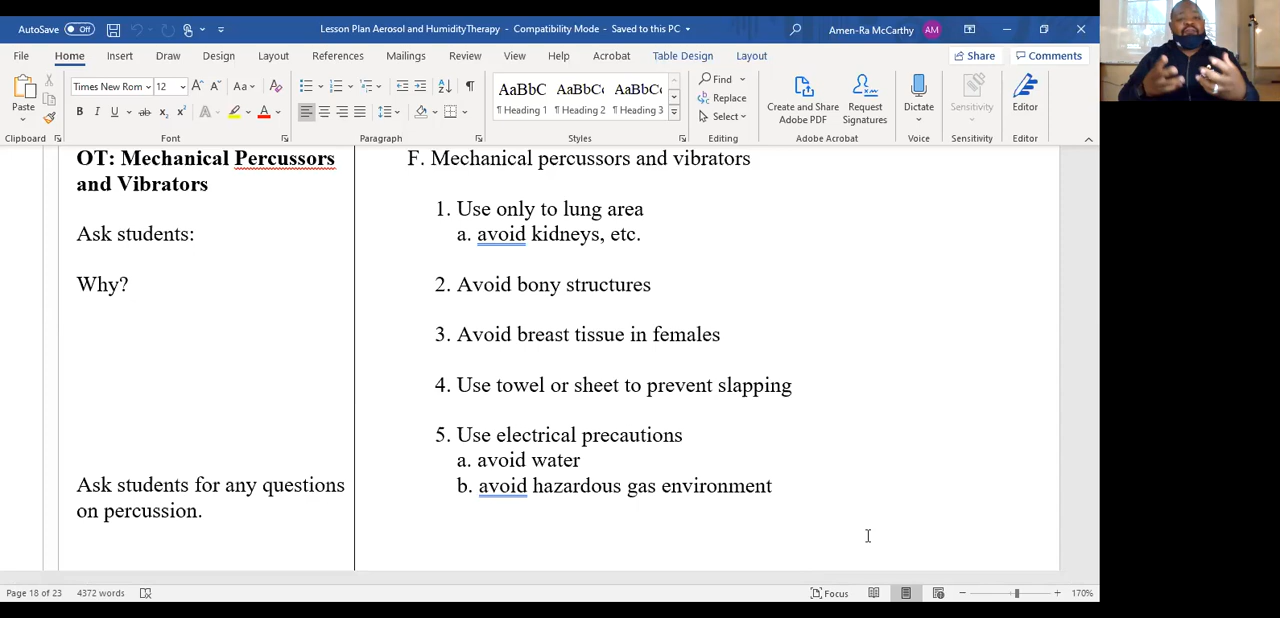 AutoSave Off
Lesson Plan Aerosol and HumidityTherapy - Compatibility Mode - Saved to this PC
Amen-Ra McCarthy AM
File Home Insert Draw Design Layout References Mailings Review View Help Acrobat Table Design Layout
Share Comments
Paste
Times New Rom 12
Aa
B I U ab x₂ x² A A
AaBbC AaBbC AaBbC
¶ Heading 1 ¶ Heading 2 ¶ Heading 3
Find
Replace
Select
Create and Share Adobe PDF
Request Signatures
Dictate
Sensitivity
Editor
Clipboard Font Paragraph Styles Editing Adobe Acrobat Voice Sensitivity Editor
OT: Mechanical Percussors
and Vibrators
Ask students:
Why?
Ask students for any questions
on percussion.
F. Mechanical percussors and vibrators
1. Use only to lung area
a. avoid kidneys, etc.
2. Avoid bony structures
3. Avoid breast tissue in females
4. Use towel or sheet to prevent slapping
5. Use electrical precautions
a. avoid water
b. avoid hazardous gas environment
Page 18 of 23 4372 words
Focus
170%